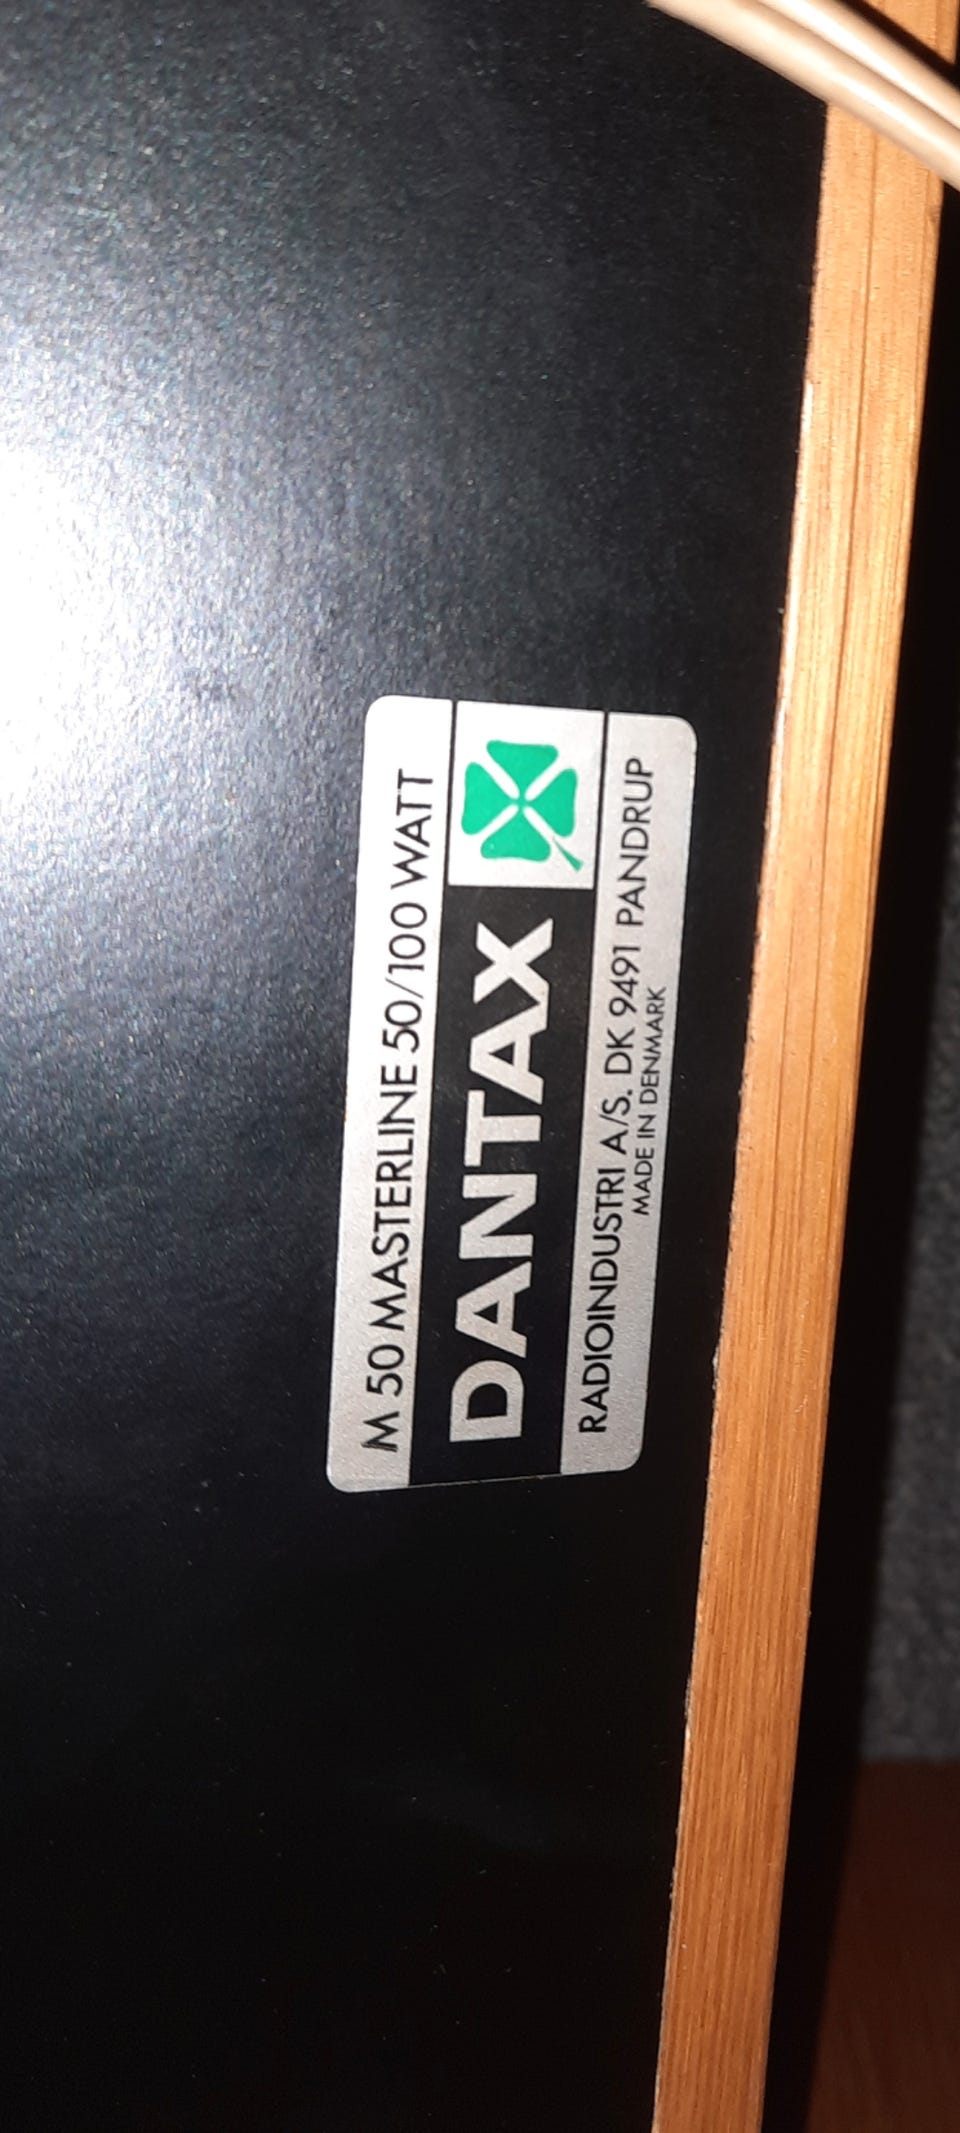 M 50 MASTERLINE 50/100 WATT
DANTAX
RADIOINDUSTRI A/S. DK 9491 PANDRUP
MADE IN DENMARK